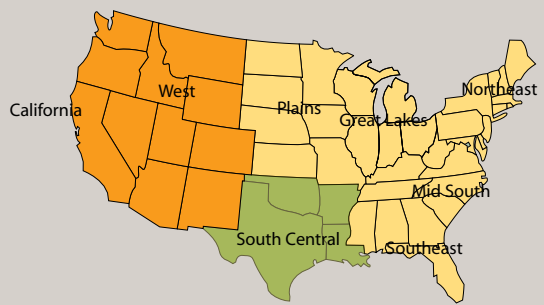 Northeast
West
California
Plains
Great Lakes
Mid South
South Central
Southeast